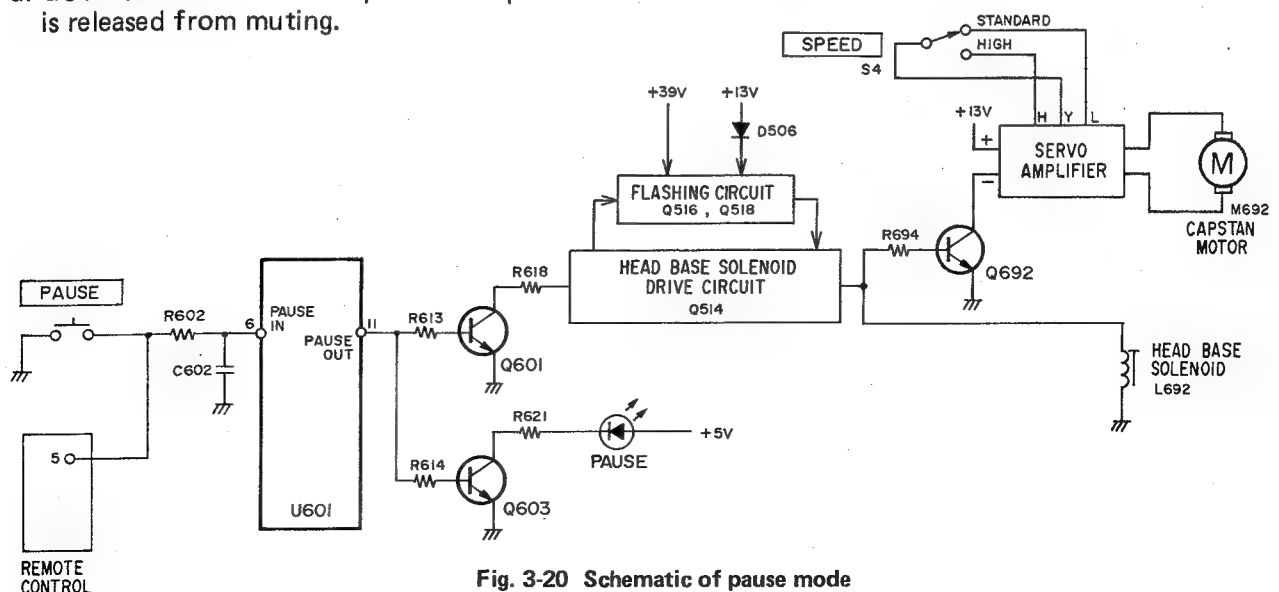 is released from muting.
STANDARD
SPEED
HIGH
S4
+39V
+13V
+13V
D506
H Y L
+
SERVO
AMPLIFIER
−
M
M692
CAPSTAN
MOTOR
FLASHING CIRCUIT
Q516, Q518
R694
Q692
HEAD BASE SOLENOID
DRIVE CIRCUIT
Q514
R618
PAUSE
R602
6
PAUSE
IN
PAUSE
OUT
11
R613
Q601
C602
HEAD BASE
SOLENOID
L692
R621
+5V
PAUSE
5
R614
Q603
U601
REMOTE
CONTROL
Fig. 3-20 Schematic of pause mode